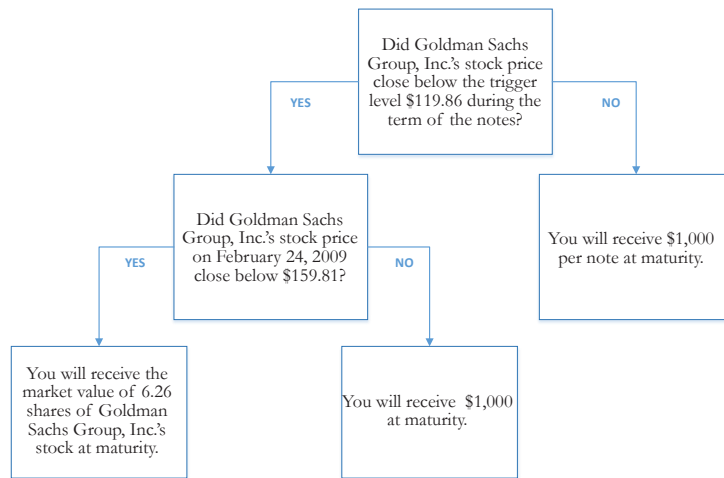 Did Goldman Sachs
Group, Inc.'s stock price
close below the trigger
level $119.86 during the
term of the notes?
YES
NO
Did Goldman Sachs
Group, Inc.'s stock price
on February 24, 2009
close below $159.81?
You will receive $1,000
per note at maturity.
YES
NO
You will receive the
market value of 6.26
shares of Goldman
Sachs Group, Inc.'s
stock at maturity.
You will receive $1,000
at maturity.